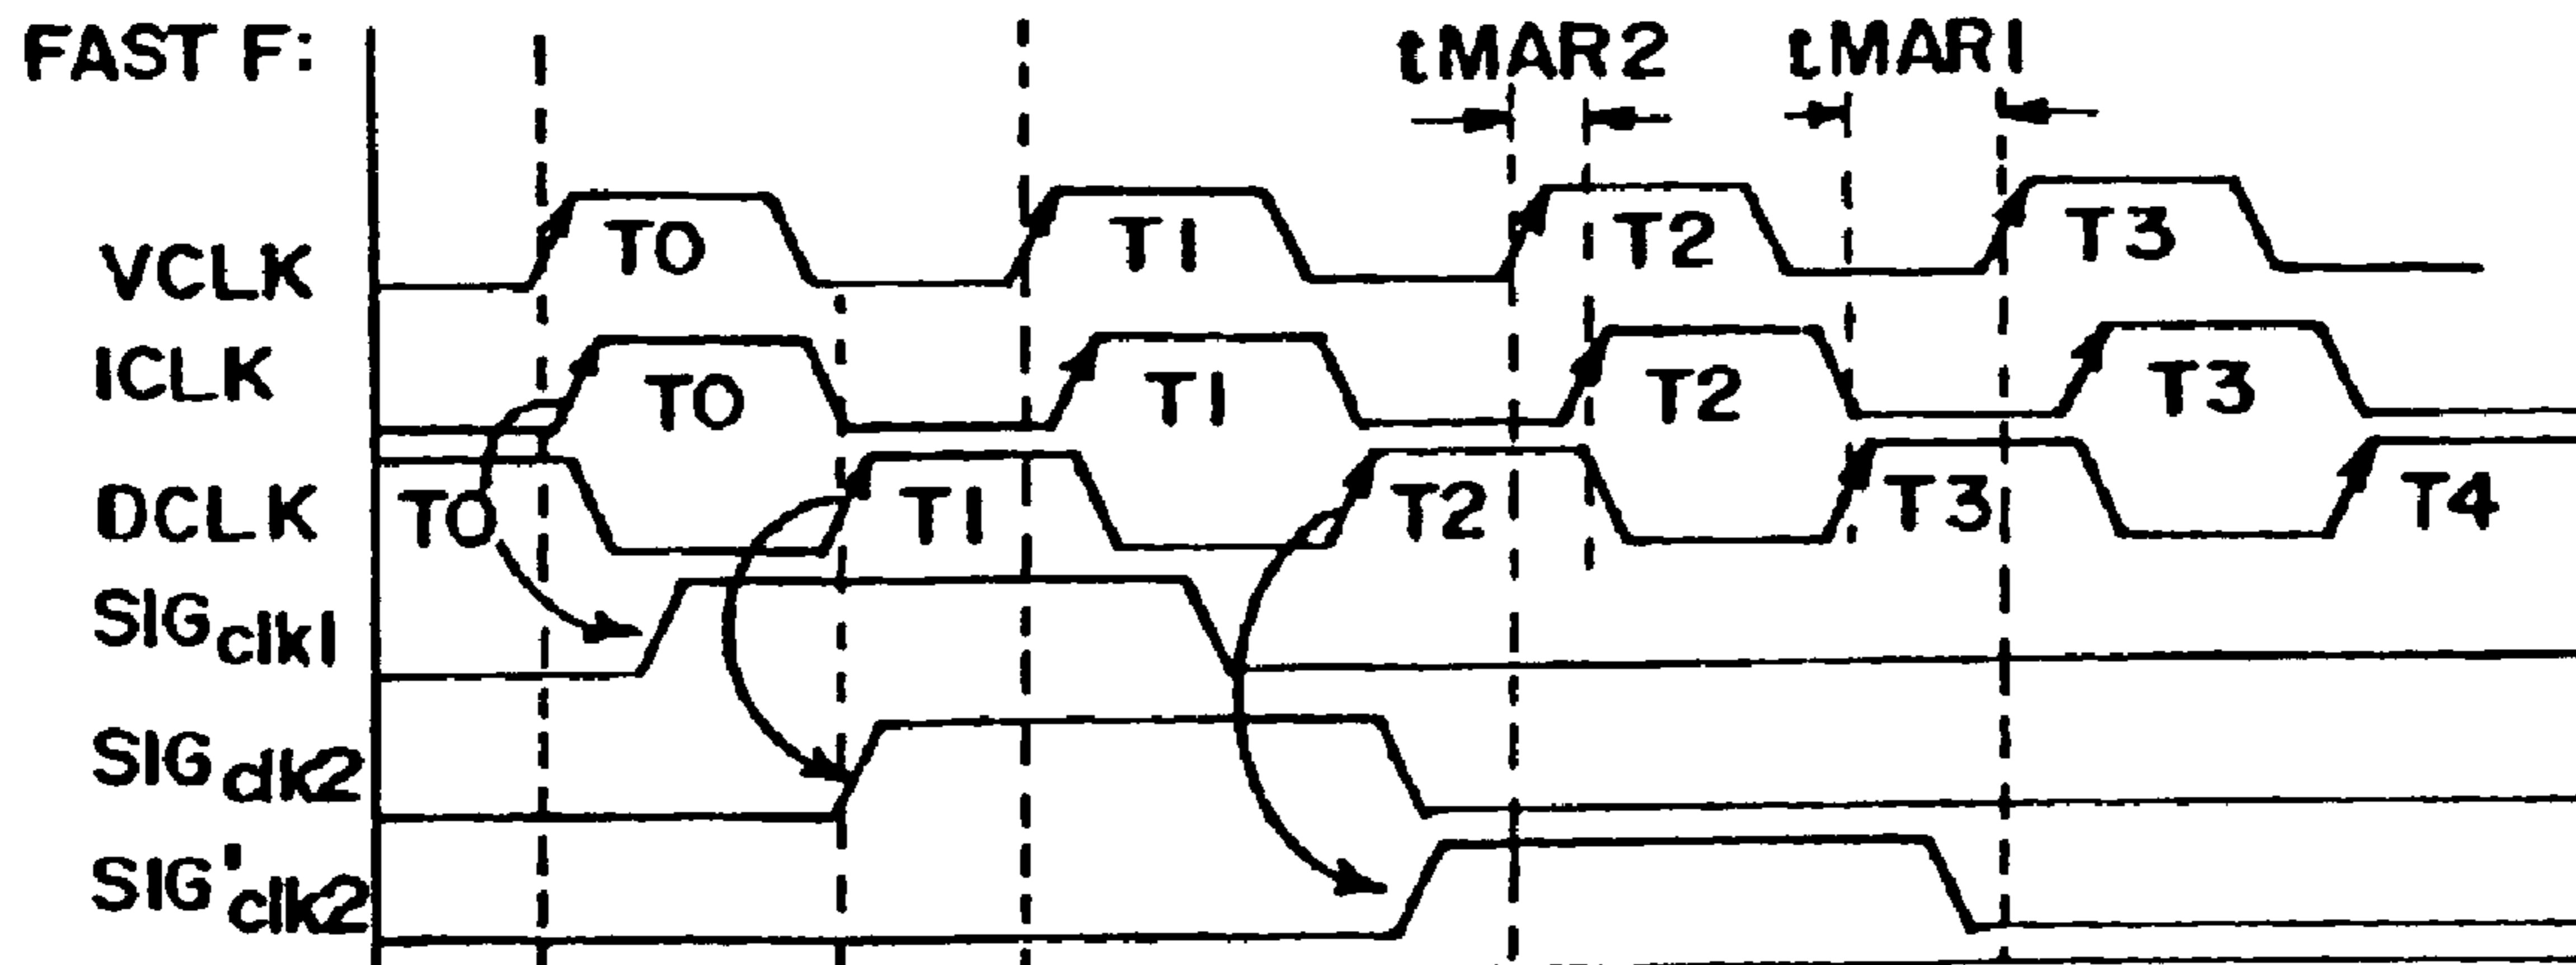 FAST F: tMAR2 tMAR1
VCLK T0 T1 T2 T3
ICLK T0 T1 T2 T3
DCLK T0 T1 T2 T3 T4
SIGclk1
SIGclk2
SIG'clk2